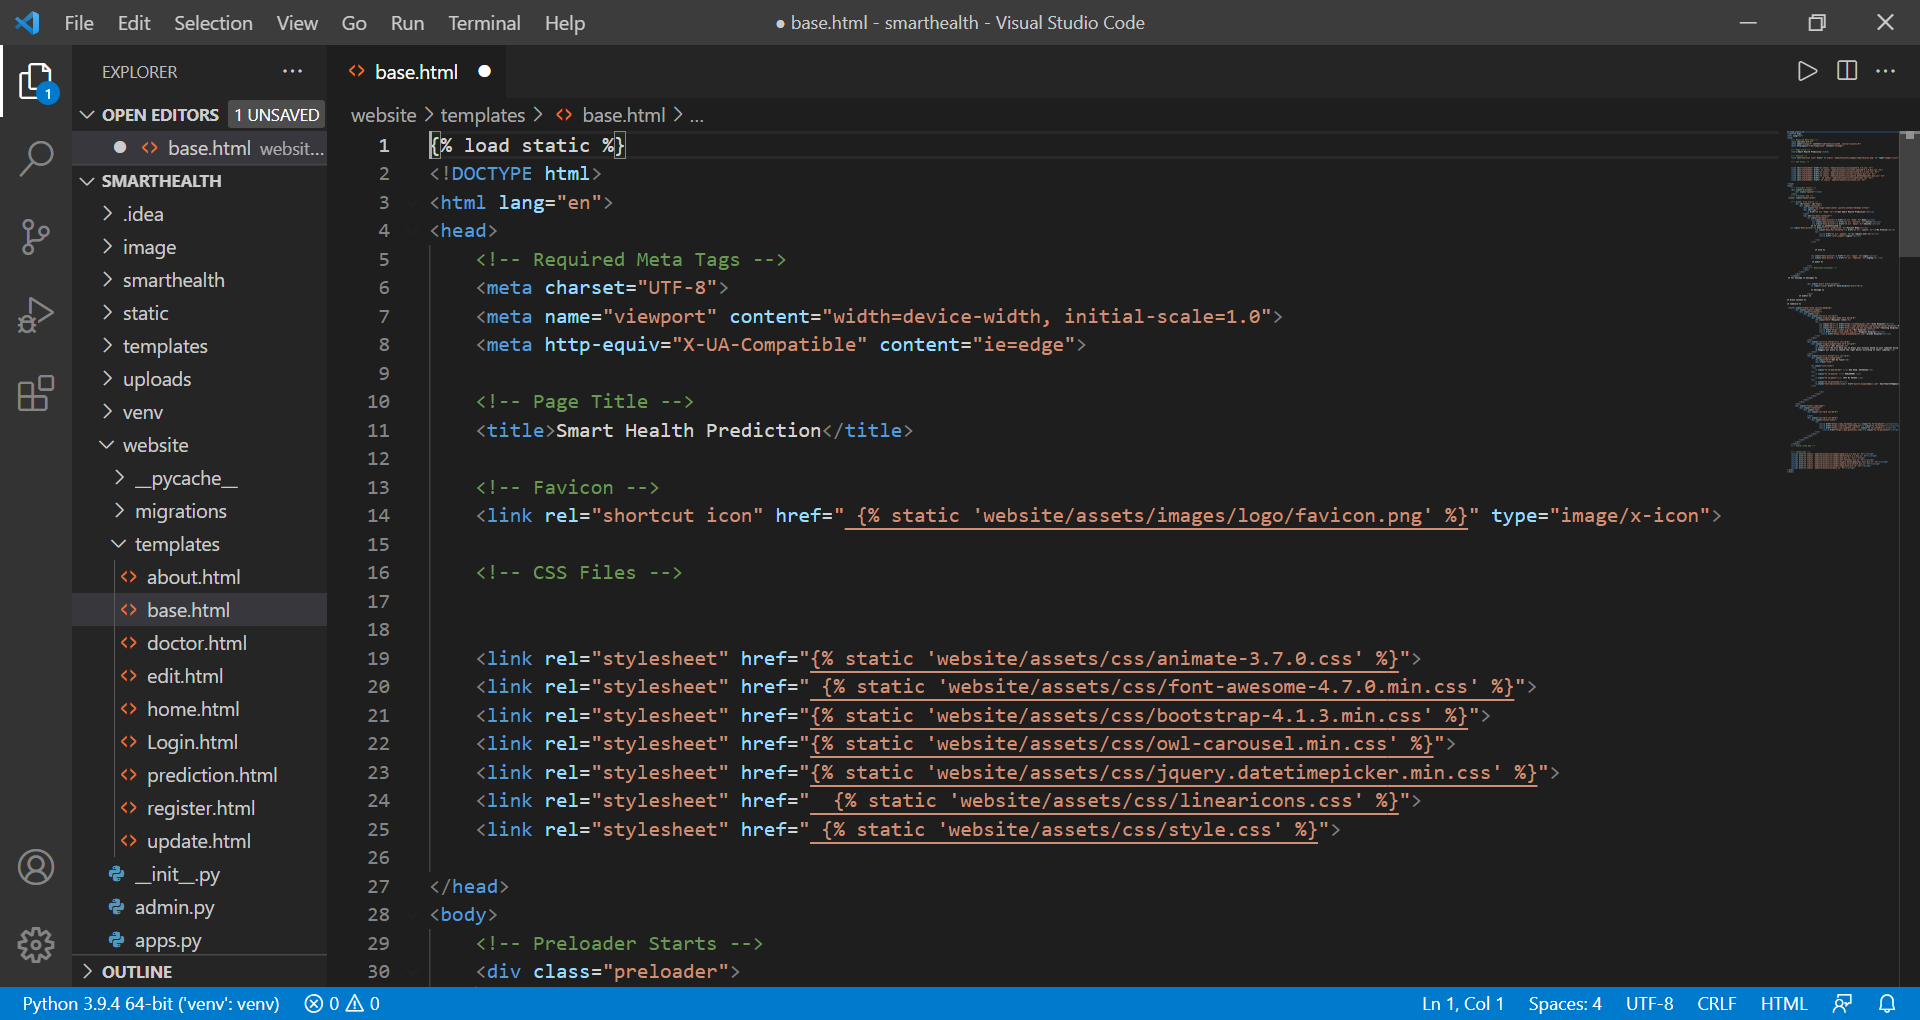 File Edit Selection View Go Run Terminal Help
● base.html - smarthealth - Visual Studio Code
1
EXPLORER
OPEN EDITORS 1 UNSAVED
base.html websit...
SMARTHEALTH
.idea
image
smarthealth
static
templates
uploads
venv
website
__pycache__
migrations
templates
about.html
base.html
doctor.html
edit.html
home.html
Login.html
prediction.html
register.html
update.html
__init__.py
admin.py
apps.py
OUTLINE
base.html
website > templates > base.html > ...
1 {% load static %}
2 <!DOCTYPE html>
3 <html lang="en">
4 <head>
5     <!-- Required Meta Tags -->
6     <meta charset="UTF-8">
7     <meta name="viewport" content="width=device-width, initial-scale=1.0">
8     <meta http-equiv="X-UA-Compatible" content="ie=edge">
9
10     <!-- Page Title -->
11     <title>Smart Health Prediction</title>
12
13     <!-- Favicon -->
14     <link rel="shortcut icon" href=" {% static 'website/assets/images/logo/favicon.png' %}" type="image/x-icon">
15
16     <!-- CSS Files -->
17
18
19     <link rel="stylesheet" href="{% static 'website/assets/css/animate-3.7.0.css' %}">
20     <link rel="stylesheet" href=" {% static 'website/assets/css/font-awesome-4.7.0.min.css' %}">
21     <link rel="stylesheet" href="{% static 'website/assets/css/bootstrap-4.1.3.min.css' %}">
22     <link rel="stylesheet" href="{% static 'website/assets/css/owl-carousel.min.css' %}">
23     <link rel="stylesheet" href="{% static 'website/assets/css/jquery.datetimepicker.min.css' %}">
24     <link rel="stylesheet" href="  {% static 'website/assets/css/linearicons.css' %}">
25     <link rel="stylesheet" href=" {% static 'website/assets/css/style.css' %}">
26
27 </head>
28 <body>
29     <!-- Preloader Starts -->
30     <div class="preloader">
Python 3.9.4 64-bit ('venv': venv) 0 0
Ln 1, Col 1 Spaces: 4 UTF-8 CRLF HTML